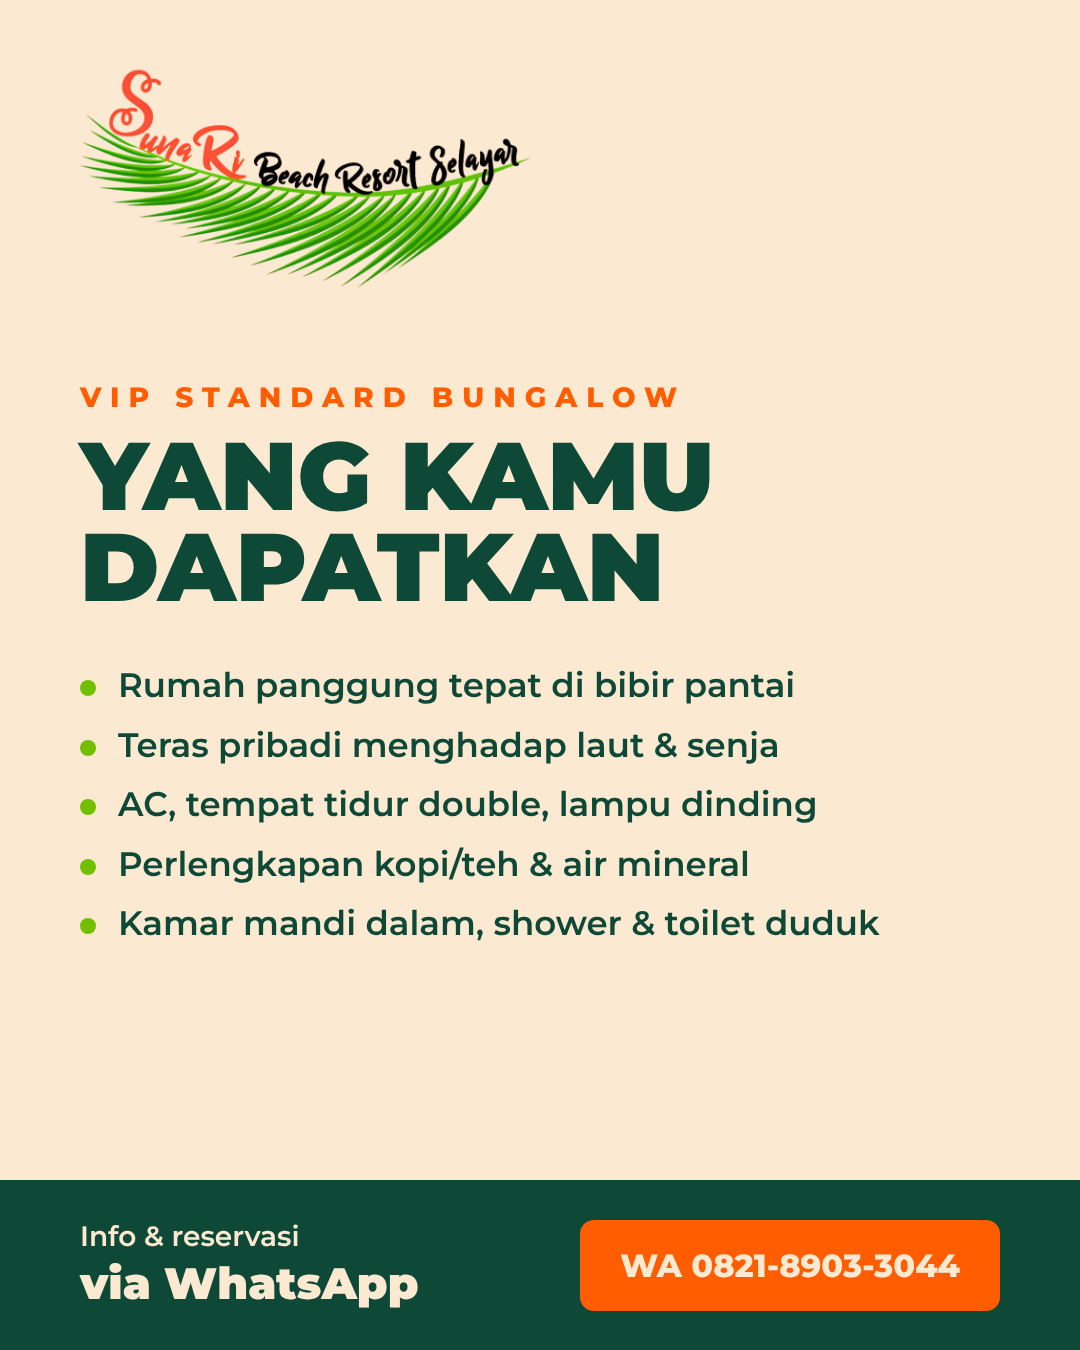 SunaRi Beach Resort Selayar
VIP STANDARD BUNGALOW
YANG KAMU
DAPATKAN
Rumah panggung tepat di bibir pantai
Teras pribadi menghadap laut & senja
AC, tempat tidur double, lampu dinding
Perlengkapan kopi/teh & air mineral
Kamar mandi dalam, shower & toilet duduk
Info & reservasi
via WhatsApp
WA 0821-8903-3044